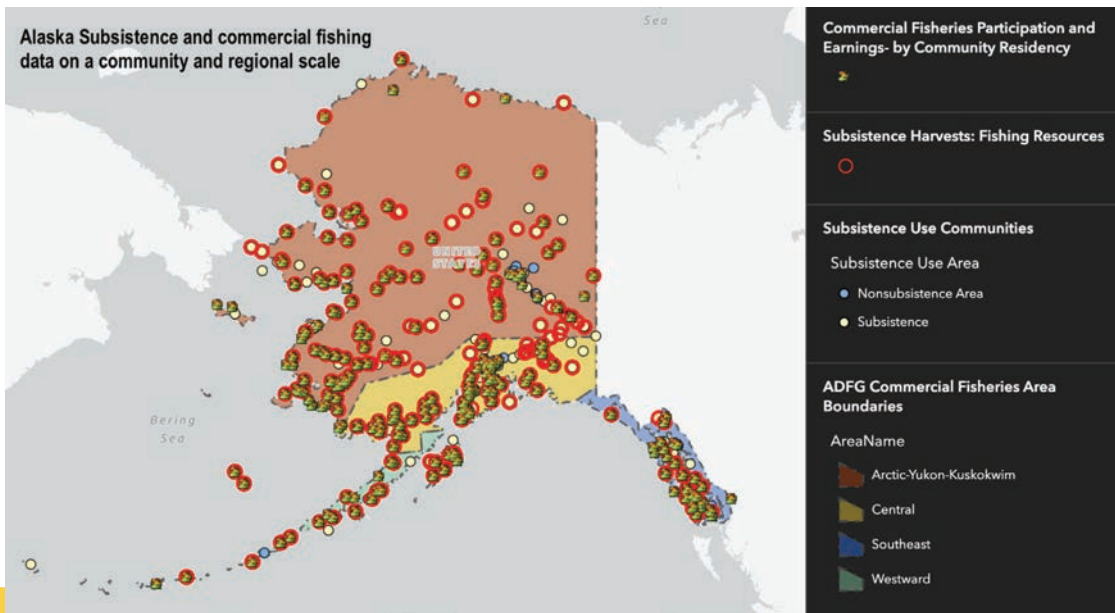 Alaska Subsistence and commercial fishing
data on a community and regional scale
Sea
UNITED
STATES
Bering
Sea
Commercial Fisheries Participation and
Earnings- by Community Residency
Subsistence Harvests: Fishing Resources
Subsistence Use Communities
Subsistence Use Area
Nonsubsistence Area
Subsistence
ADFG Commercial Fisheries Area
Boundaries
AreaName
Arctic-Yukon-Kuskokwim
Central
Southeast
Westward